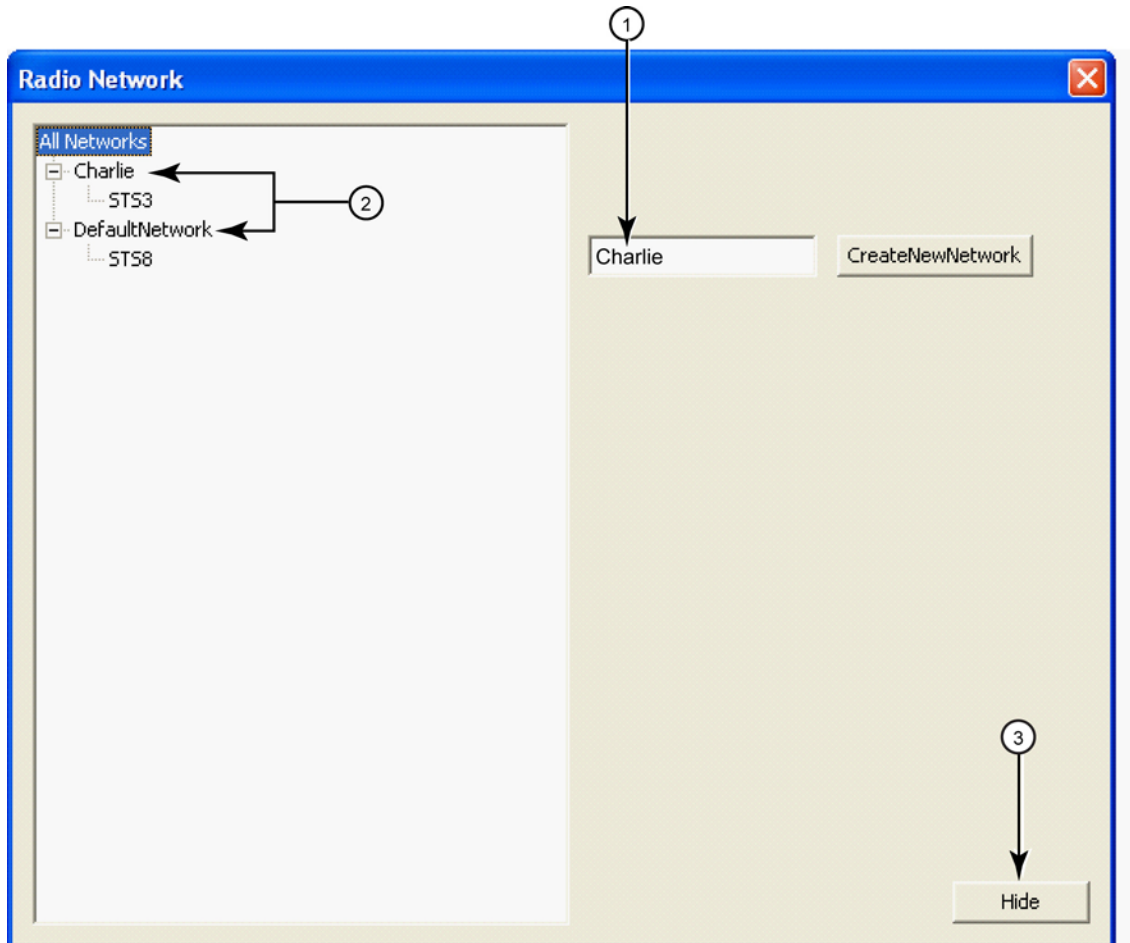 1
Radio Network
All Networks
Charlie
STS3
2
DefaultNetwork
STS8
Charlie
CreateNewNetwork
3
Hide